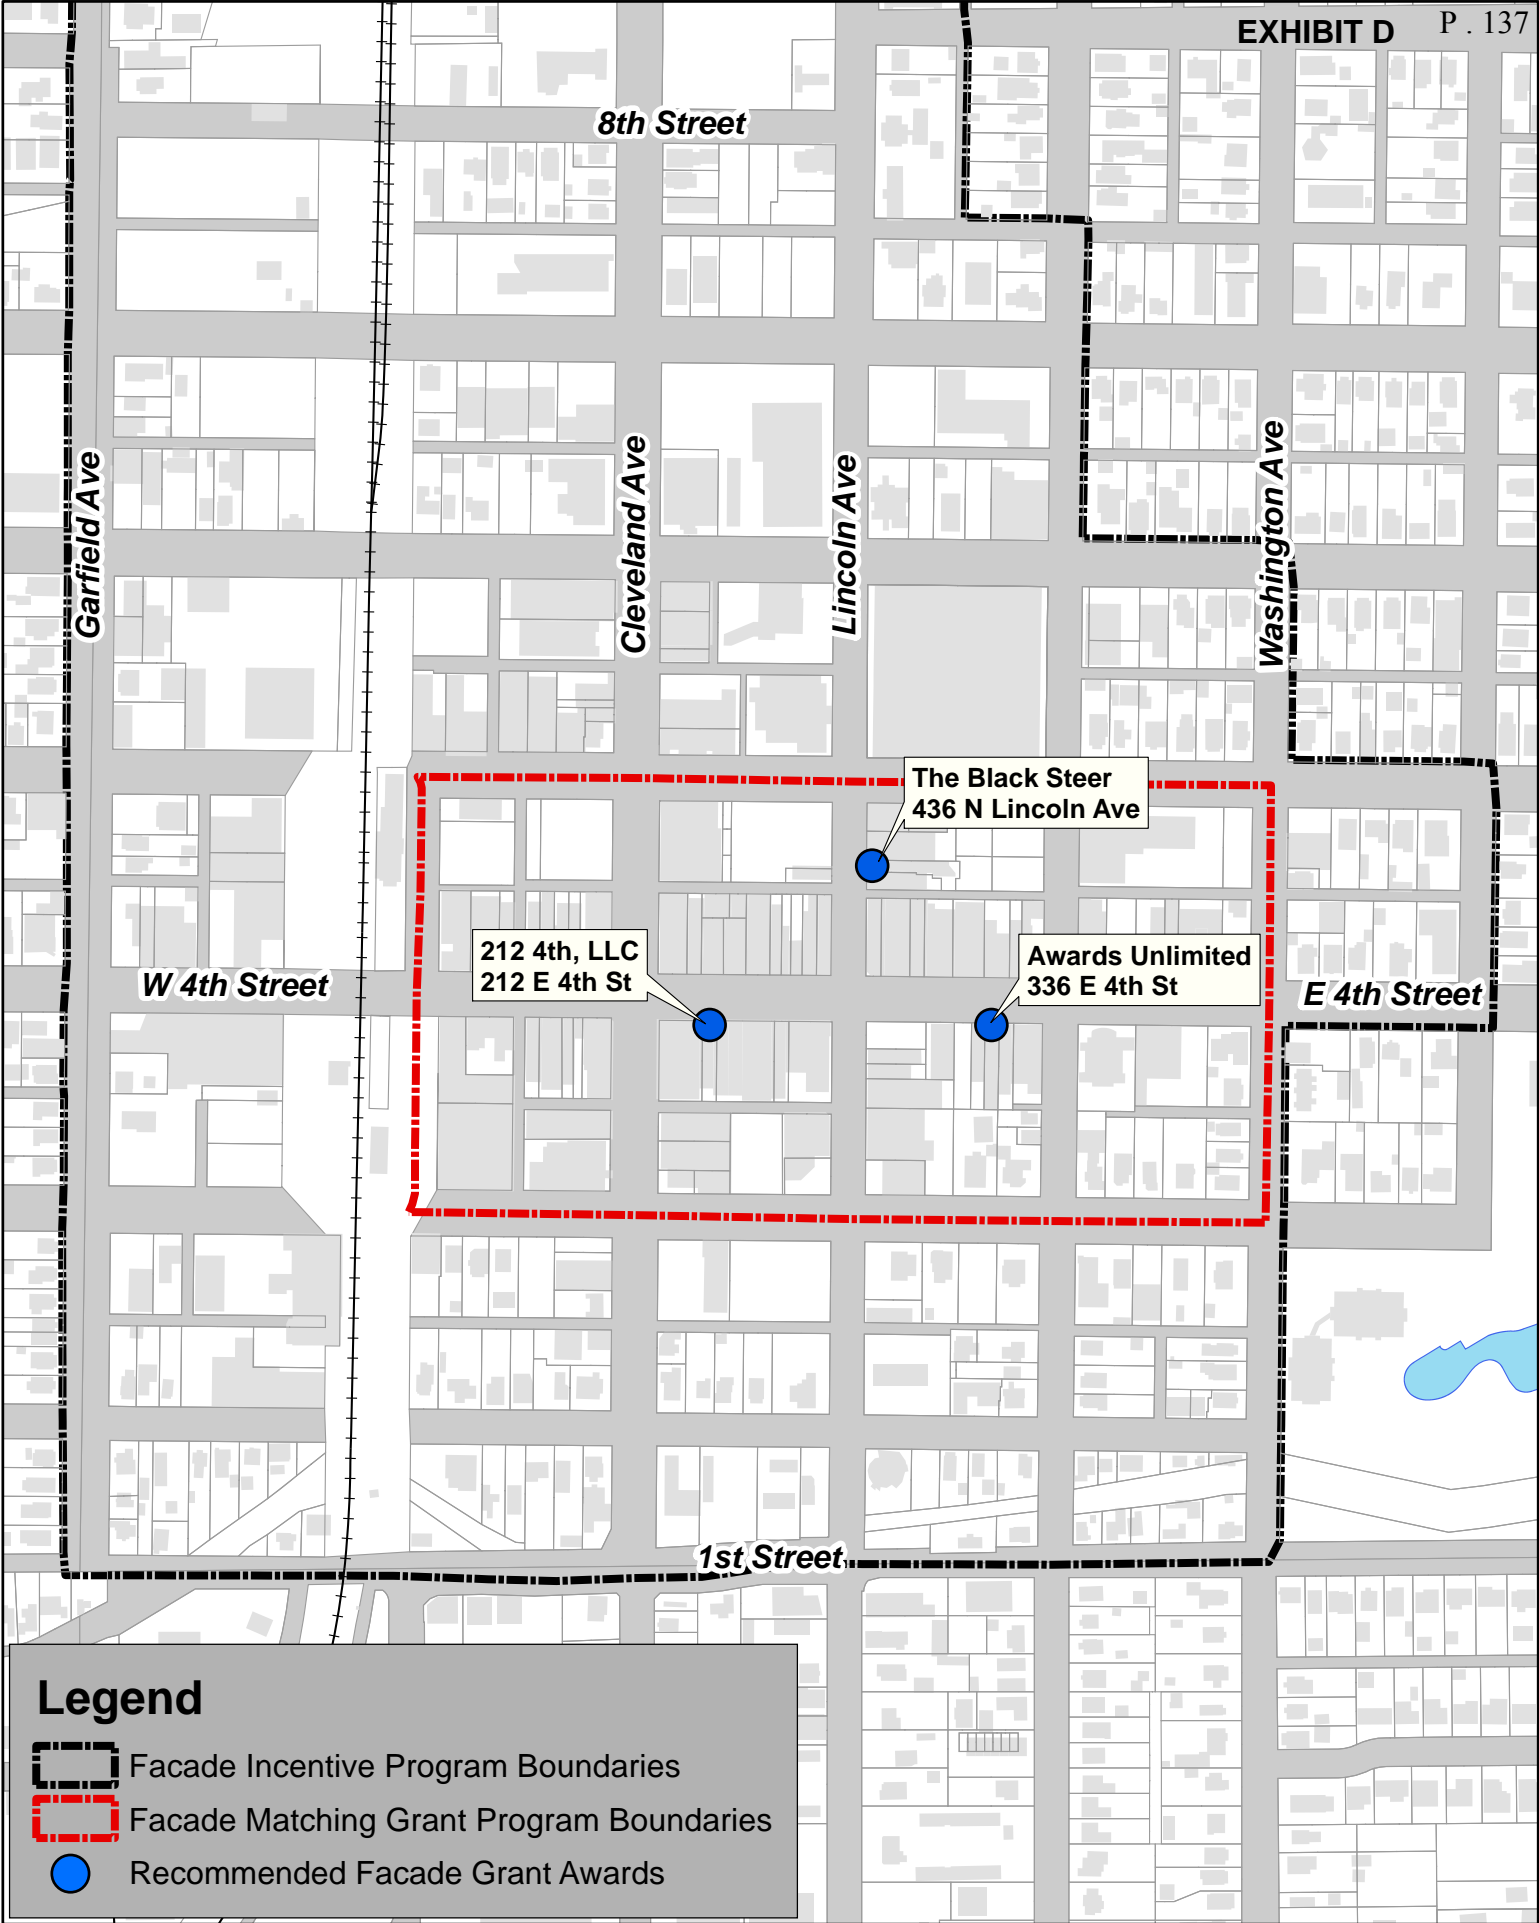 EXHIBIT D
P . 137
8th Street
Garfield Ave
Cleveland Ave
Lincoln Ave
Washington Ave
The Black Steer
436 N Lincoln Ave
212 4th, LLC
212 E 4th St
Awards Unlimited
336 E 4th St
W 4th Street
E 4th Street
1st Street
Legend
Facade Incentive Program Boundaries
Facade Matching Grant Program Boundaries
Recommended Facade Grant Awards